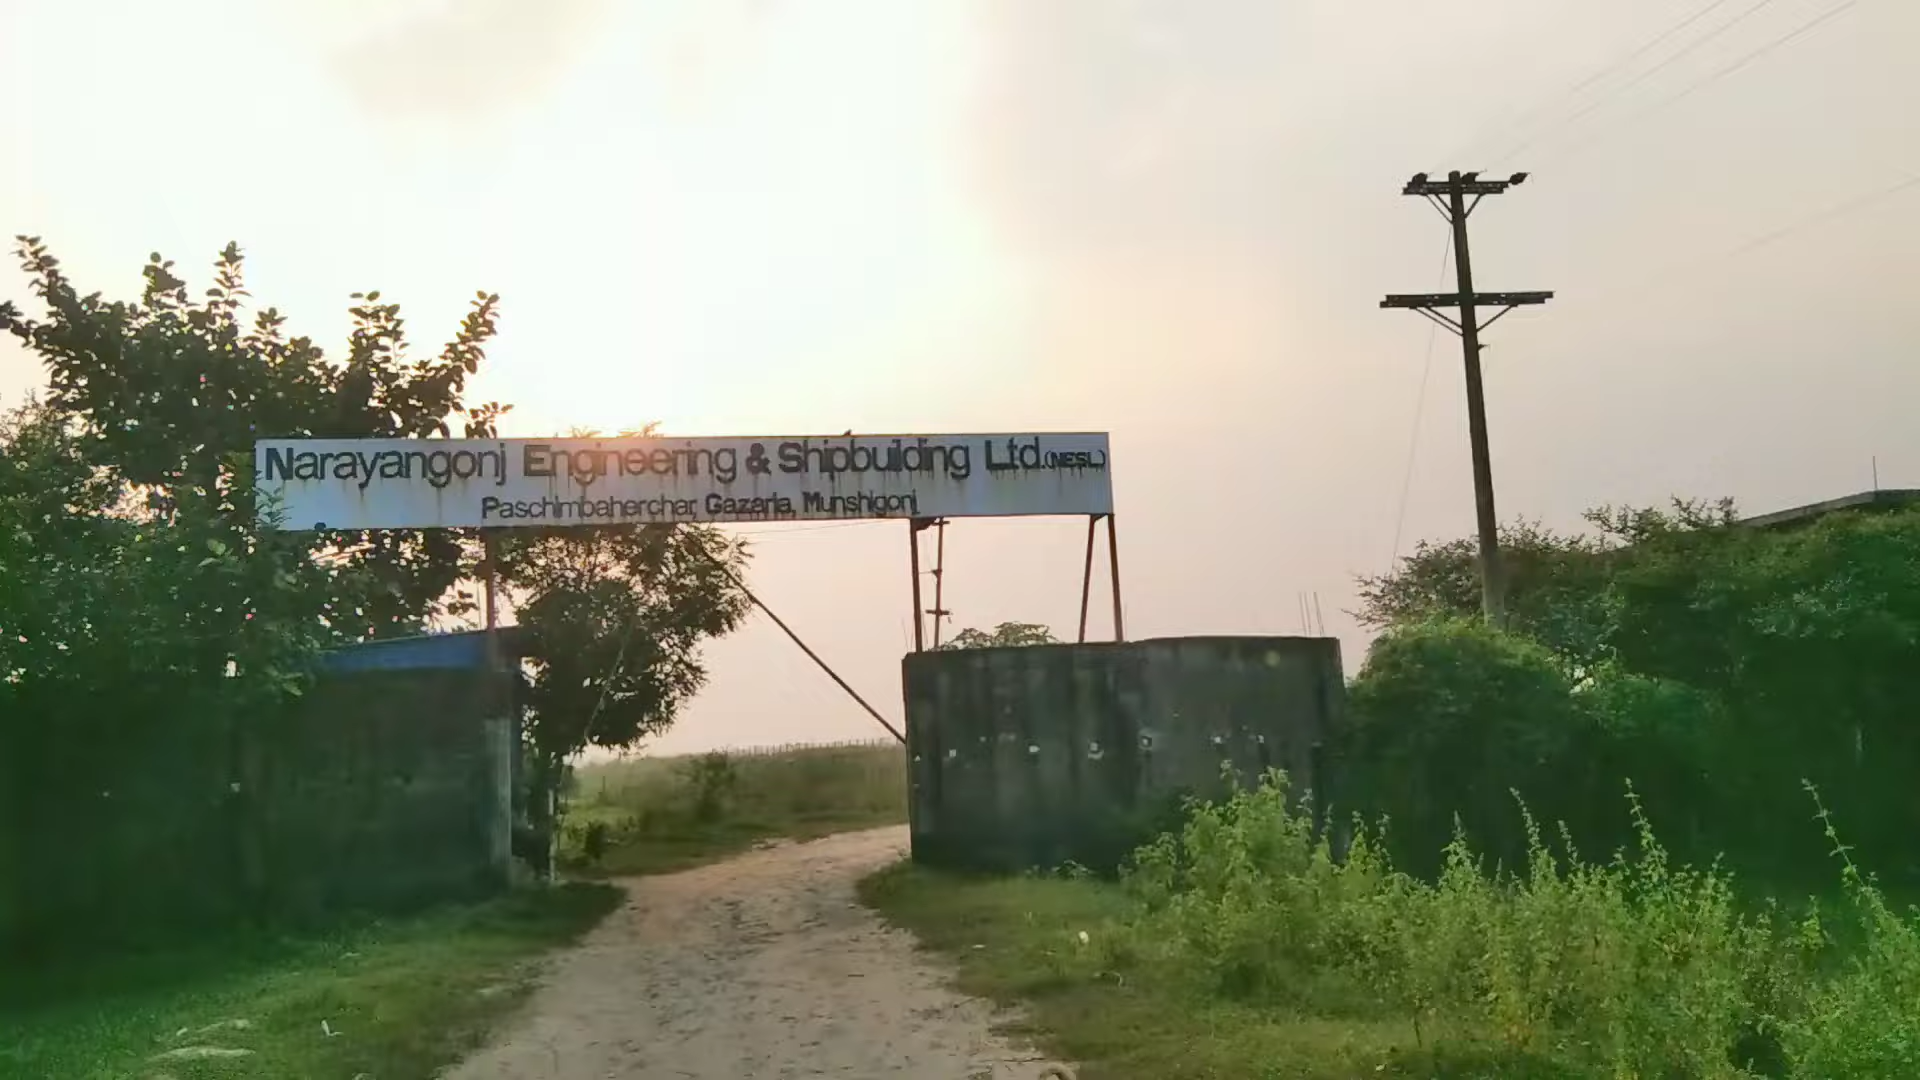 Narayangonj Engineering & Shipbuilding Ltd.(NESL)
Paschimbaherchar, Gazaria, Munshigonj.